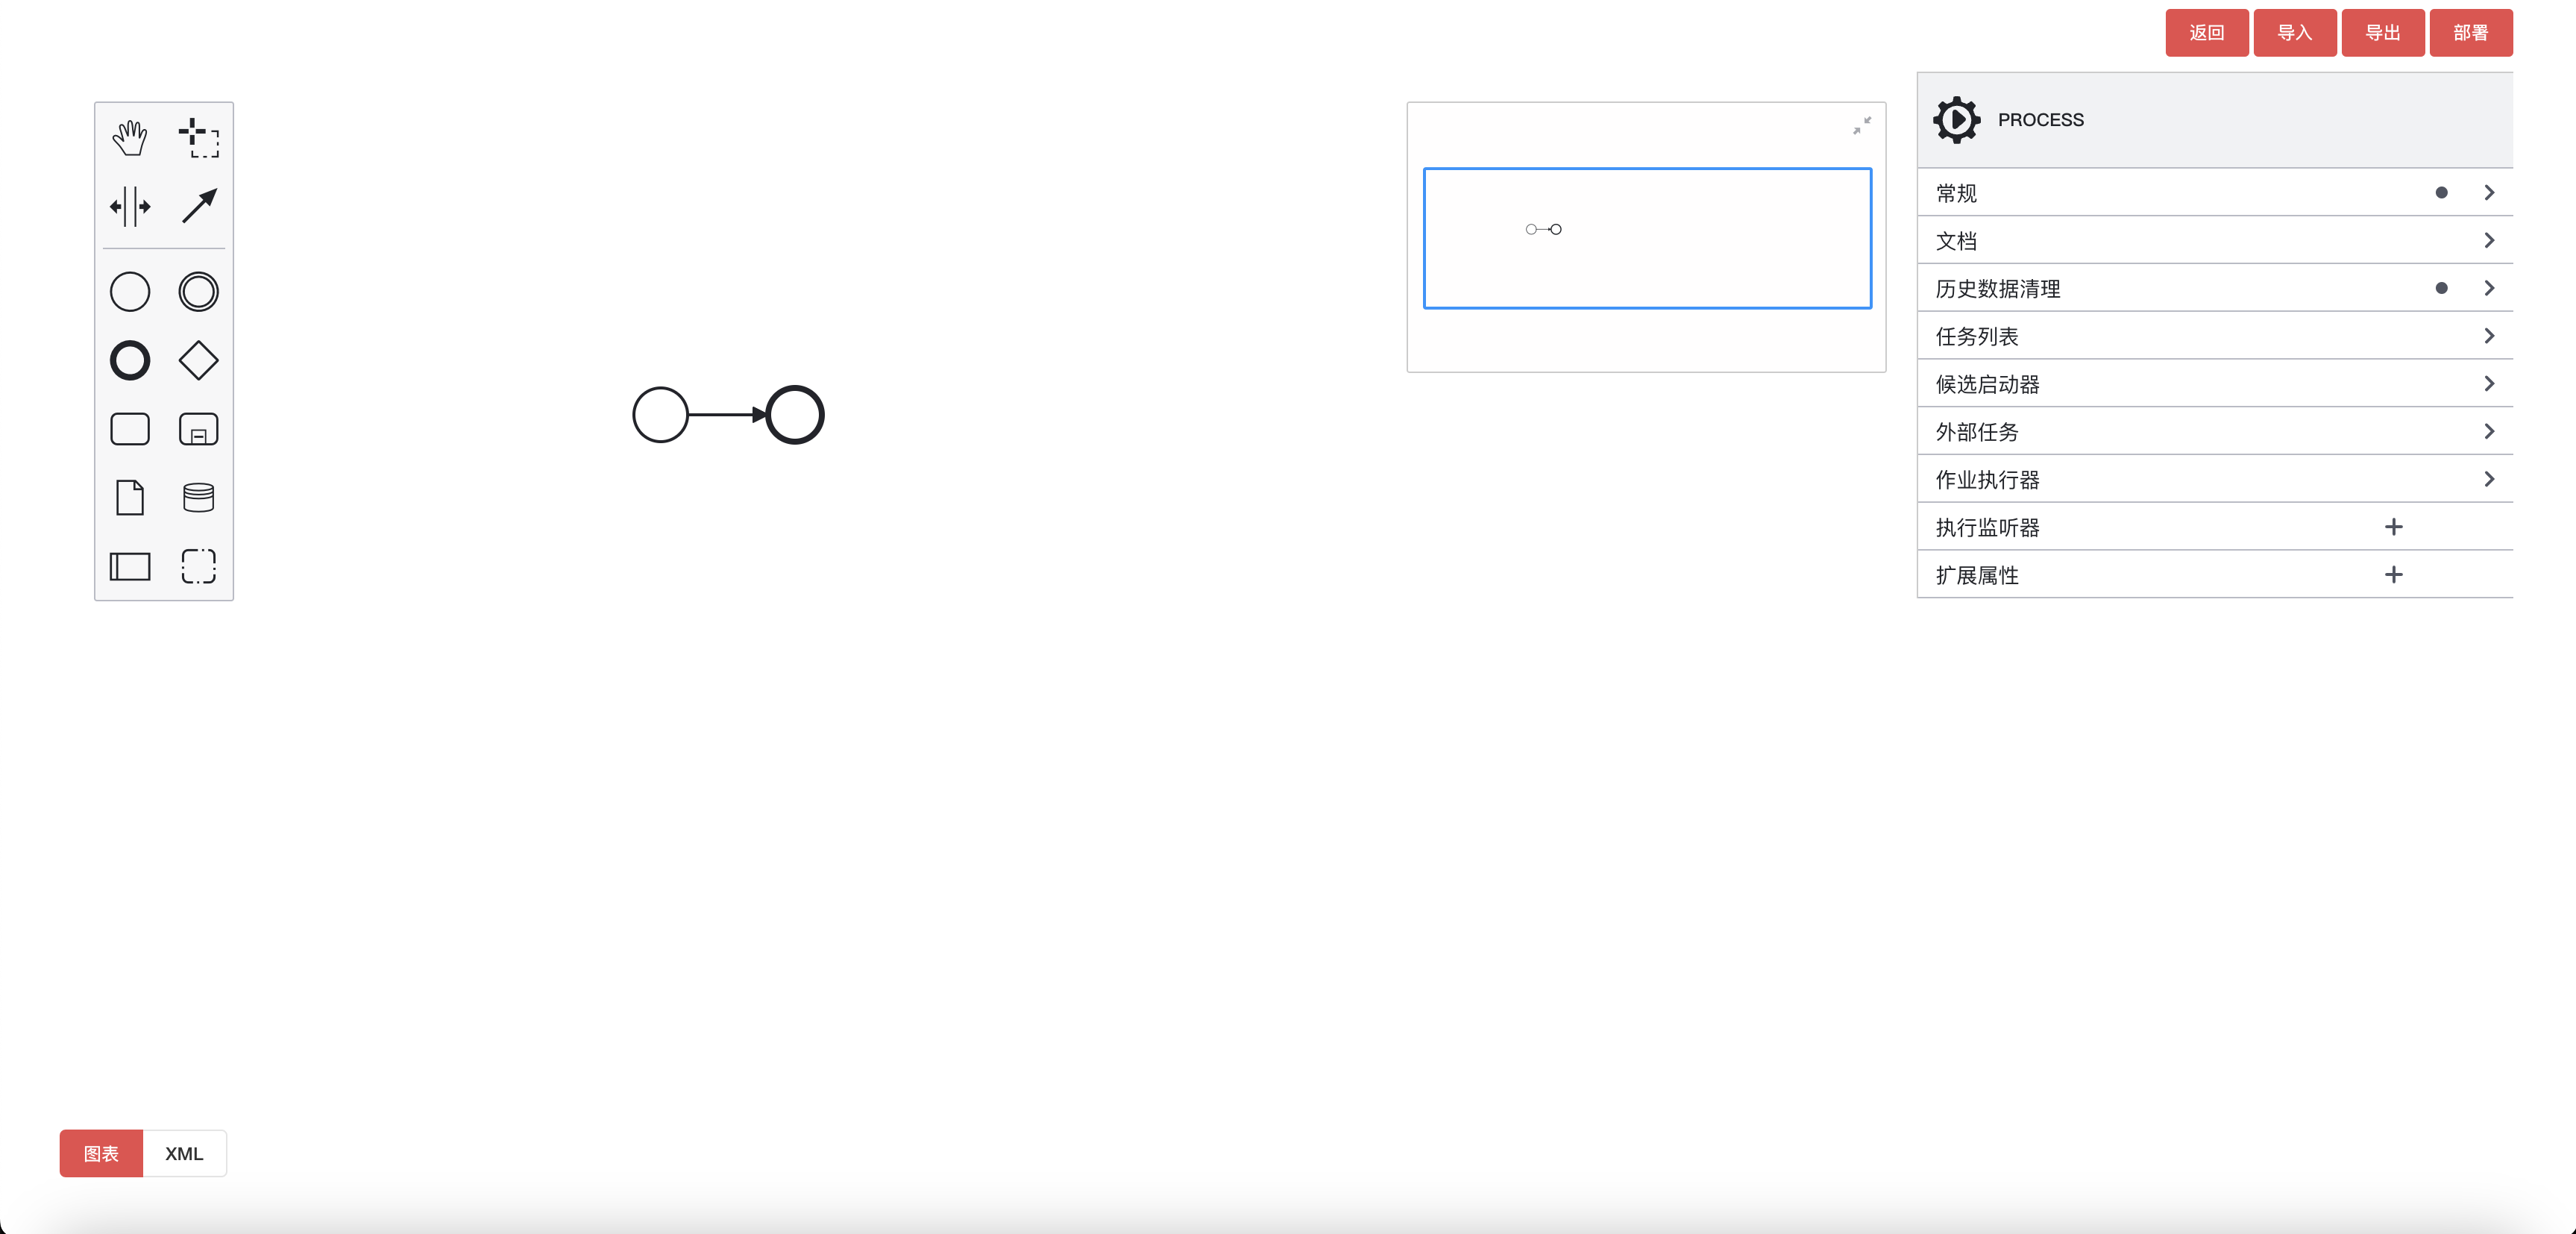 返回 导入 导出 部署
PROCESS
常规
文档
历史数据清理
任务列表
候选启动器
外部任务
作业执行器
执行监听器
扩展属性
图表 XML